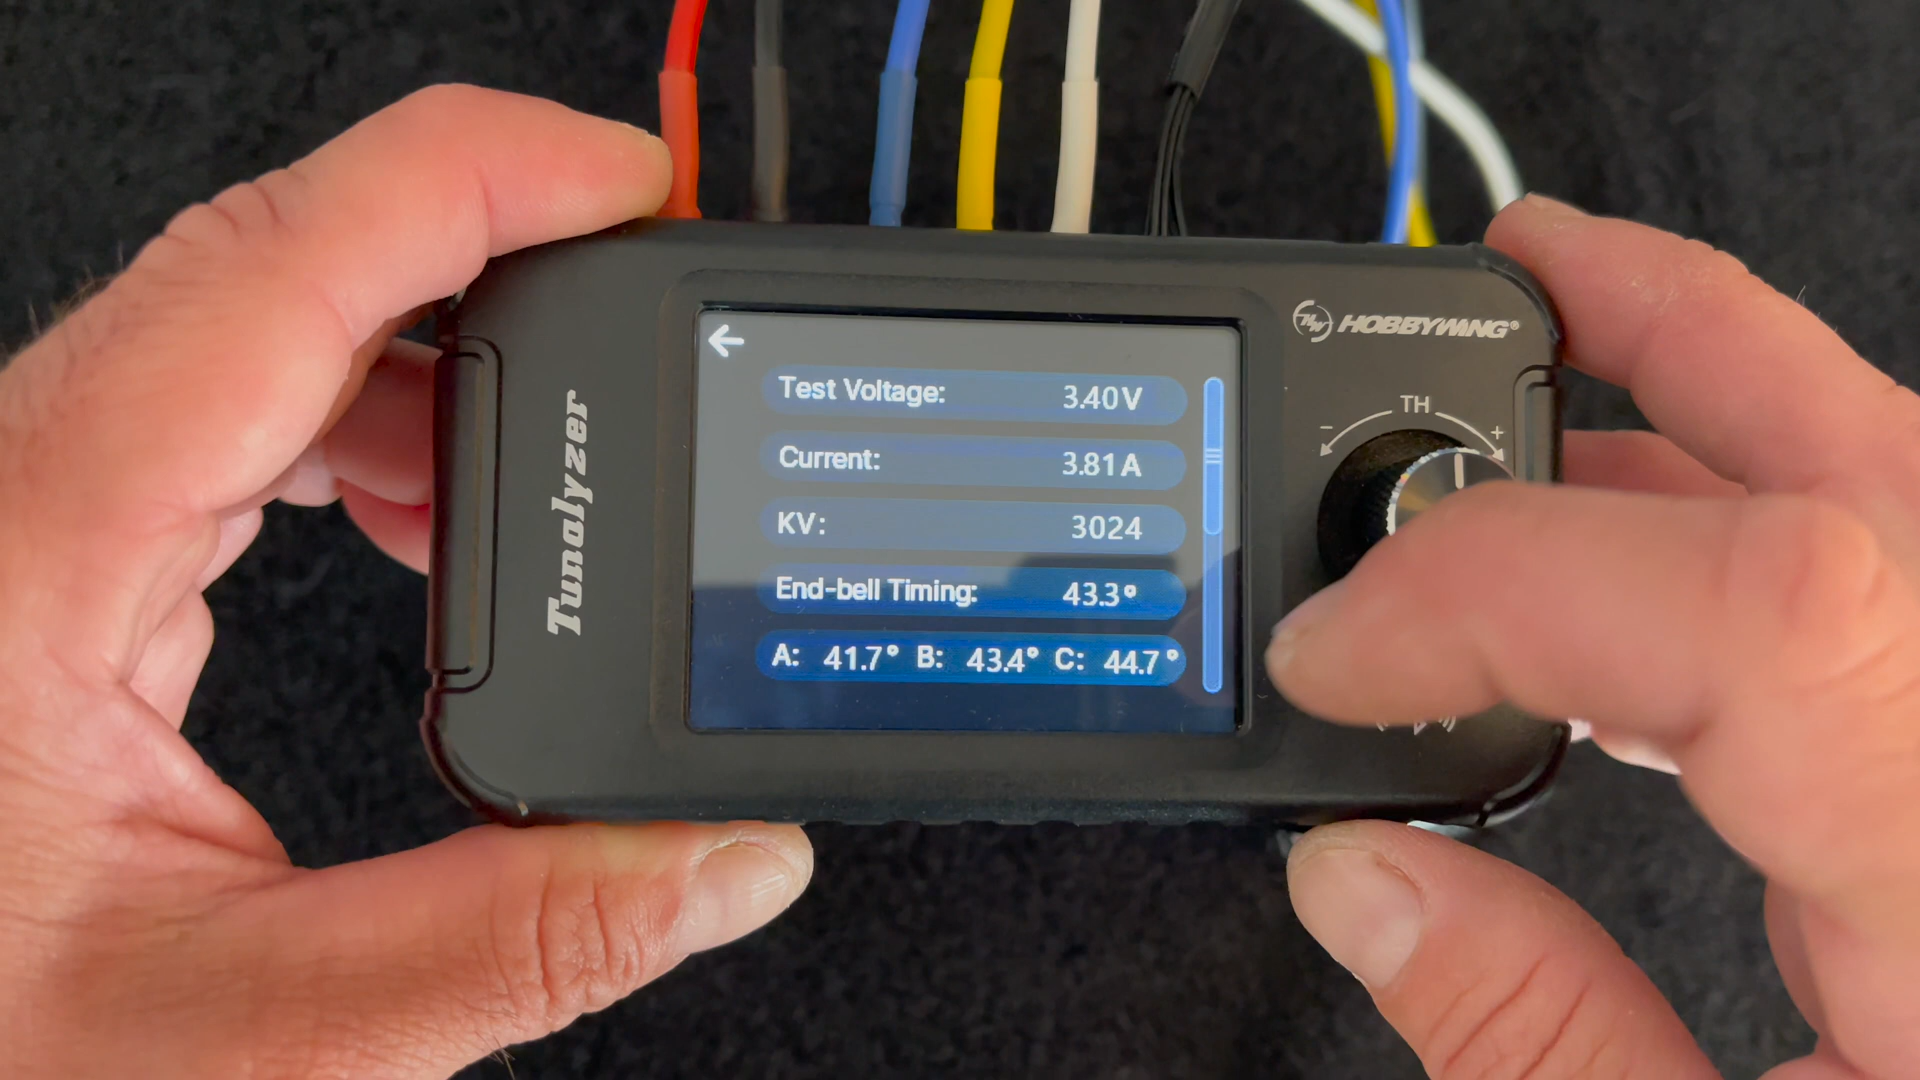 HW HOBBYWING®
TH
- +
Tunalyzer
Test Voltage: 3.40V
Current: 3.81A
KV: 3024
End-bell Timing: 43.3°
A: 41.7° B: 43.4° C: 44.7°